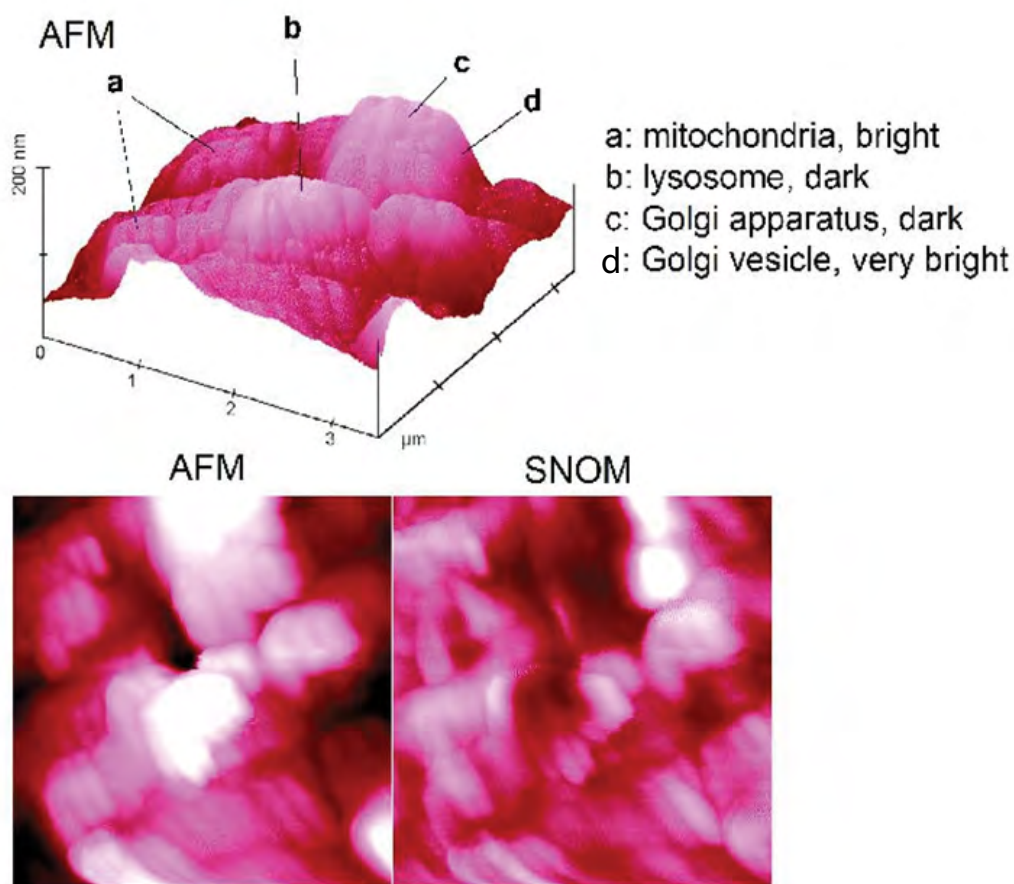 AFM
a
b
c
d
200 nm
0
1
2
3
µm
a: mitochondria, bright
b: lysosome, dark
c: Golgi apparatus, dark
d: Golgi vesicle, very bright
AFM
SNOM